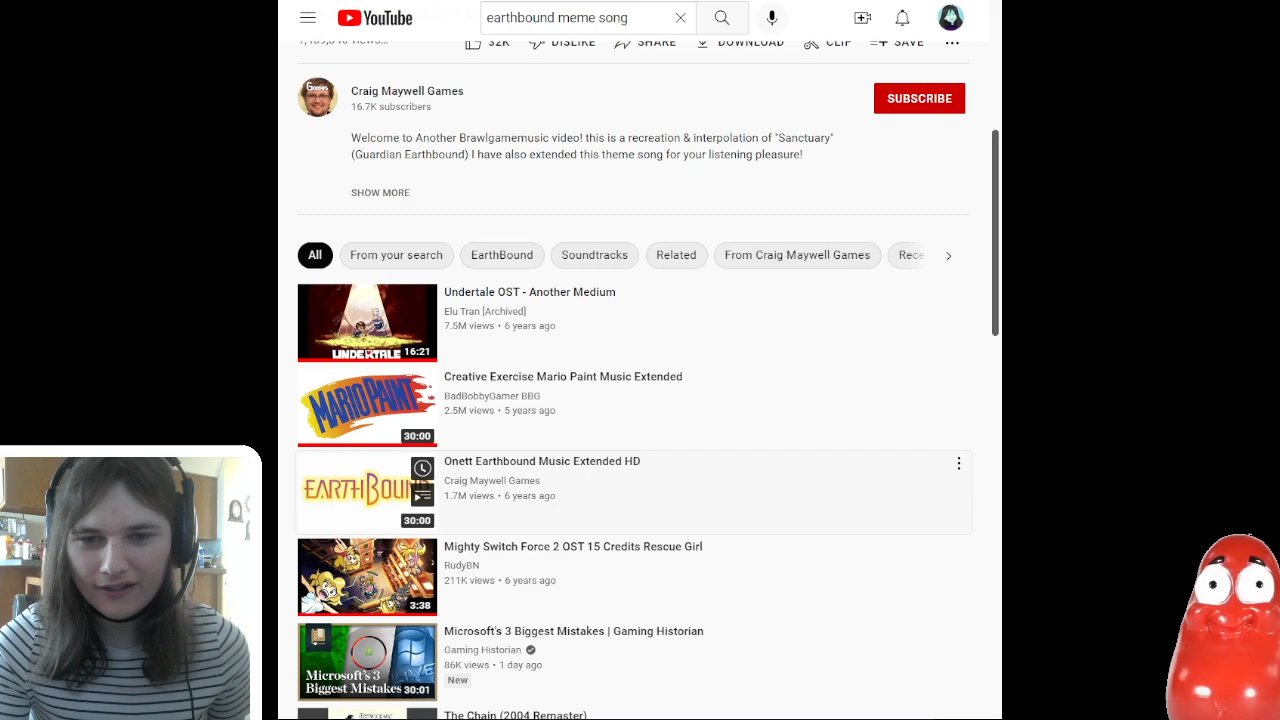 YouTube
earthbound meme song
32K
DISLIKE
SHARE
DOWNLOAD
CLIP
SAVE
Craig Maywell Games
16.7K subscribers
SUBSCRIBE
Welcome to Another Brawlgamemusic video! this is a recreation & interpolation of "Sanctuary"
(Guardian Earthbound) I have also extended this theme song for your listening pleasure!
SHOW MORE
All
From your search
EarthBound
Soundtracks
Related
From Craig Maywell Games
Rece
UNDERTALE
16:21
Undertale OST - Another Medium
Elu Tran [Archived]
7.5M views • 6 years ago
MARIO PAINT
30:00
Creative Exercise Mario Paint Music Extended
BadBobbyGamer BBG
2.5M views • 5 years ago
EARTHBOUND
30:00
Onett Earthbound Music Extended HD
Craig Maywell Games
1.7M views • 6 years ago
3:38
Mighty Switch Force 2 OST 15 Credits Rescue Girl
RudyBN
211K views • 6 years ago
Microsoft's 3
Biggest Mistakes
LIVE
30:01
Microsoft's 3 Biggest Mistakes | Gaming Historian
Gaming Historian
86K views • 1 day ago
New
The Chain (2004 Remaster)